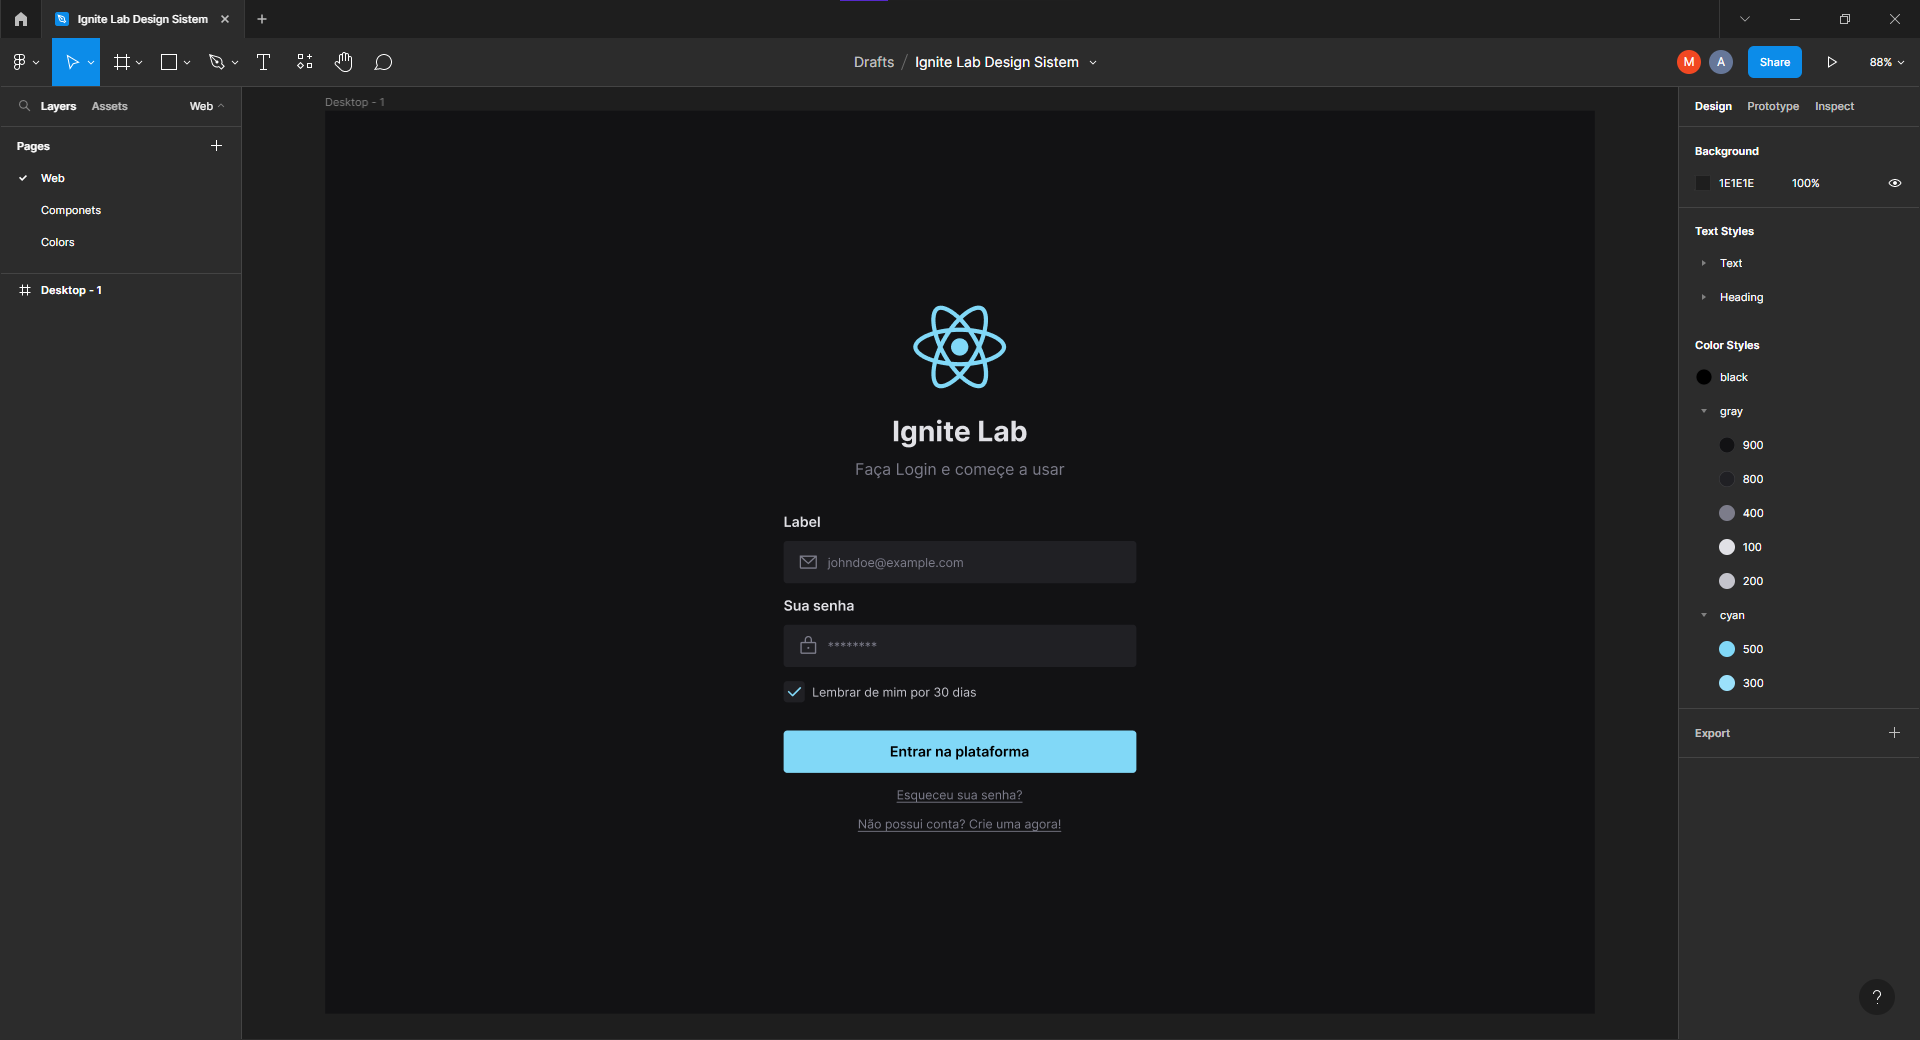 Ignite Lab Design Sistem
Drafts / Ignite Lab Design Sistem
M
A
Share
88%
Layers
Assets
Web
Pages
Web
Componets
Colors
Desktop - 1
Desktop - 1
Ignite Lab
Faça Login e começe a usar
Label
johndoe@example.com
Sua senha
********
Lembrar de mim por 30 dias
Entrar na plataforma
Esqueceu sua senha?
Não possui conta? Crie uma agora!
Design
Prototype
Inspect
Background
1E1E1E 100%
Text Styles
Text
Heading
Color Styles
black
gray
900
800
400
100
200
cyan
500
300
Export
?